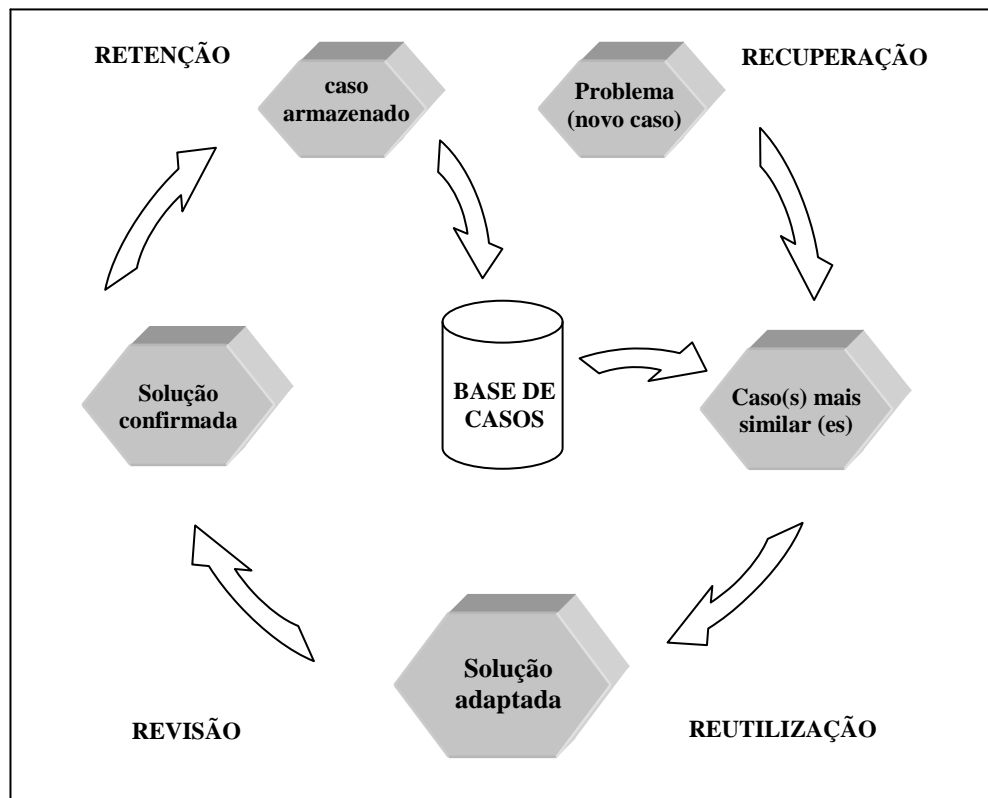 RETENÇÃO
RECUPERAÇÃO
caso
armazenado
Problema
(novo caso)
BASE DE
CASOS
Caso(s) mais
similar (es)
Solução
confirmada
Solução
adaptada
REVISÃO
REUTILIZAÇÃO